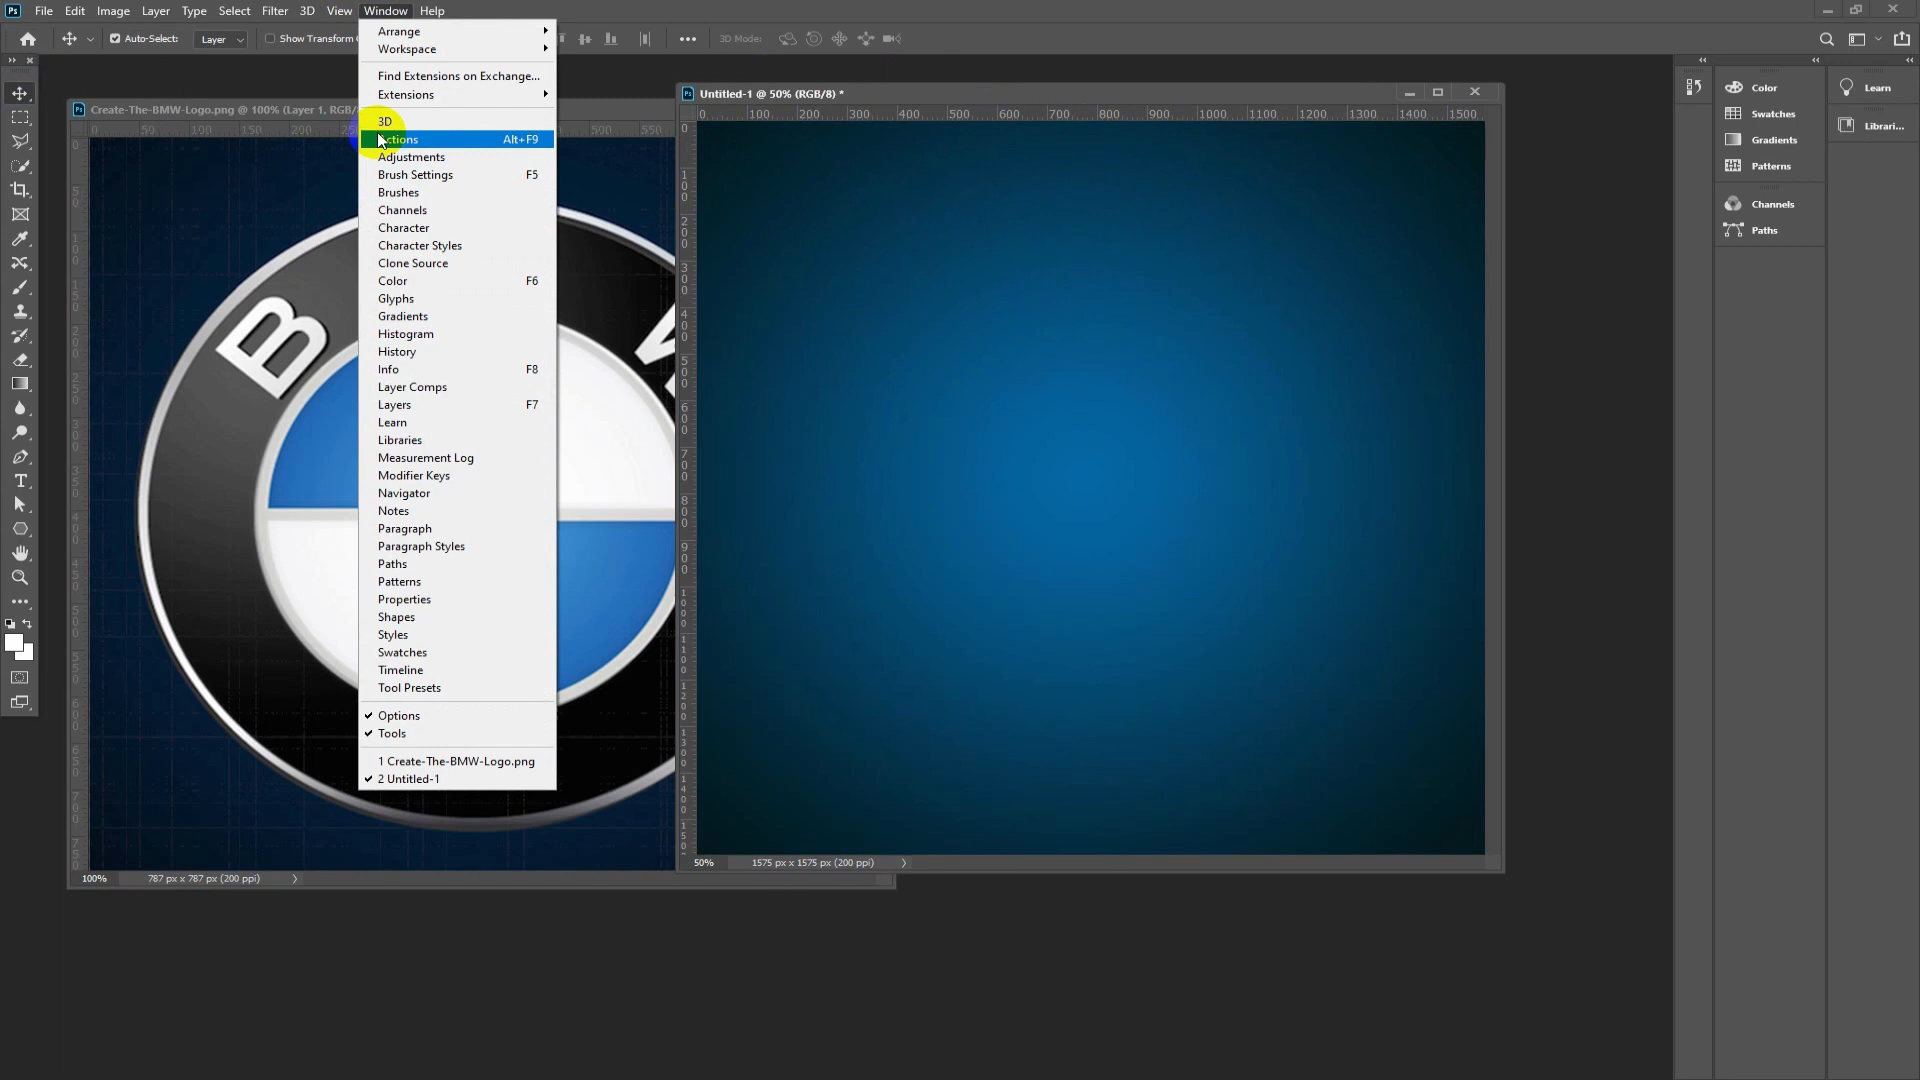 File Edit Image Layer Type Select Filter 3D View Window Help
Auto-Select: Layer Show Transform 3D Mode:
Create-The-BMW-Logo.png @ 100% (Layer 1, RGB/
0 50 100 150 200 550 600
B
100% 787 px x 787 px (200 ppi)
Arrange
Workspace
Find Extensions on Exchange...
Extensions
3D
Actions Alt+F9
Adjustments
Brush Settings F5
Brushes
Channels
Character
Character Styles
Clone Source
Color F6
Glyphs
Gradients
Histogram
History
Info F8
Layer Comps
Layers F7
Learn
Libraries
Measurement Log
Modifier Keys
Navigator
Notes
Paragraph
Paragraph Styles
Paths
Patterns
Properties
Shapes
Styles
Swatches
Timeline
Tool Presets
Options
Tools
1 Create-The-BMW-Logo.png
2 Untitled-1
Untitled-1 @ 50% (RGB/8) *
0 100 200 300 400 500 600 700 800 900 1000 1100 1200 1300 1400 1500
50% 1575 px x 1575 px (200 ppi)
Color
Swatches
Gradients
Patterns
Channels
Paths
Learn
Librari...